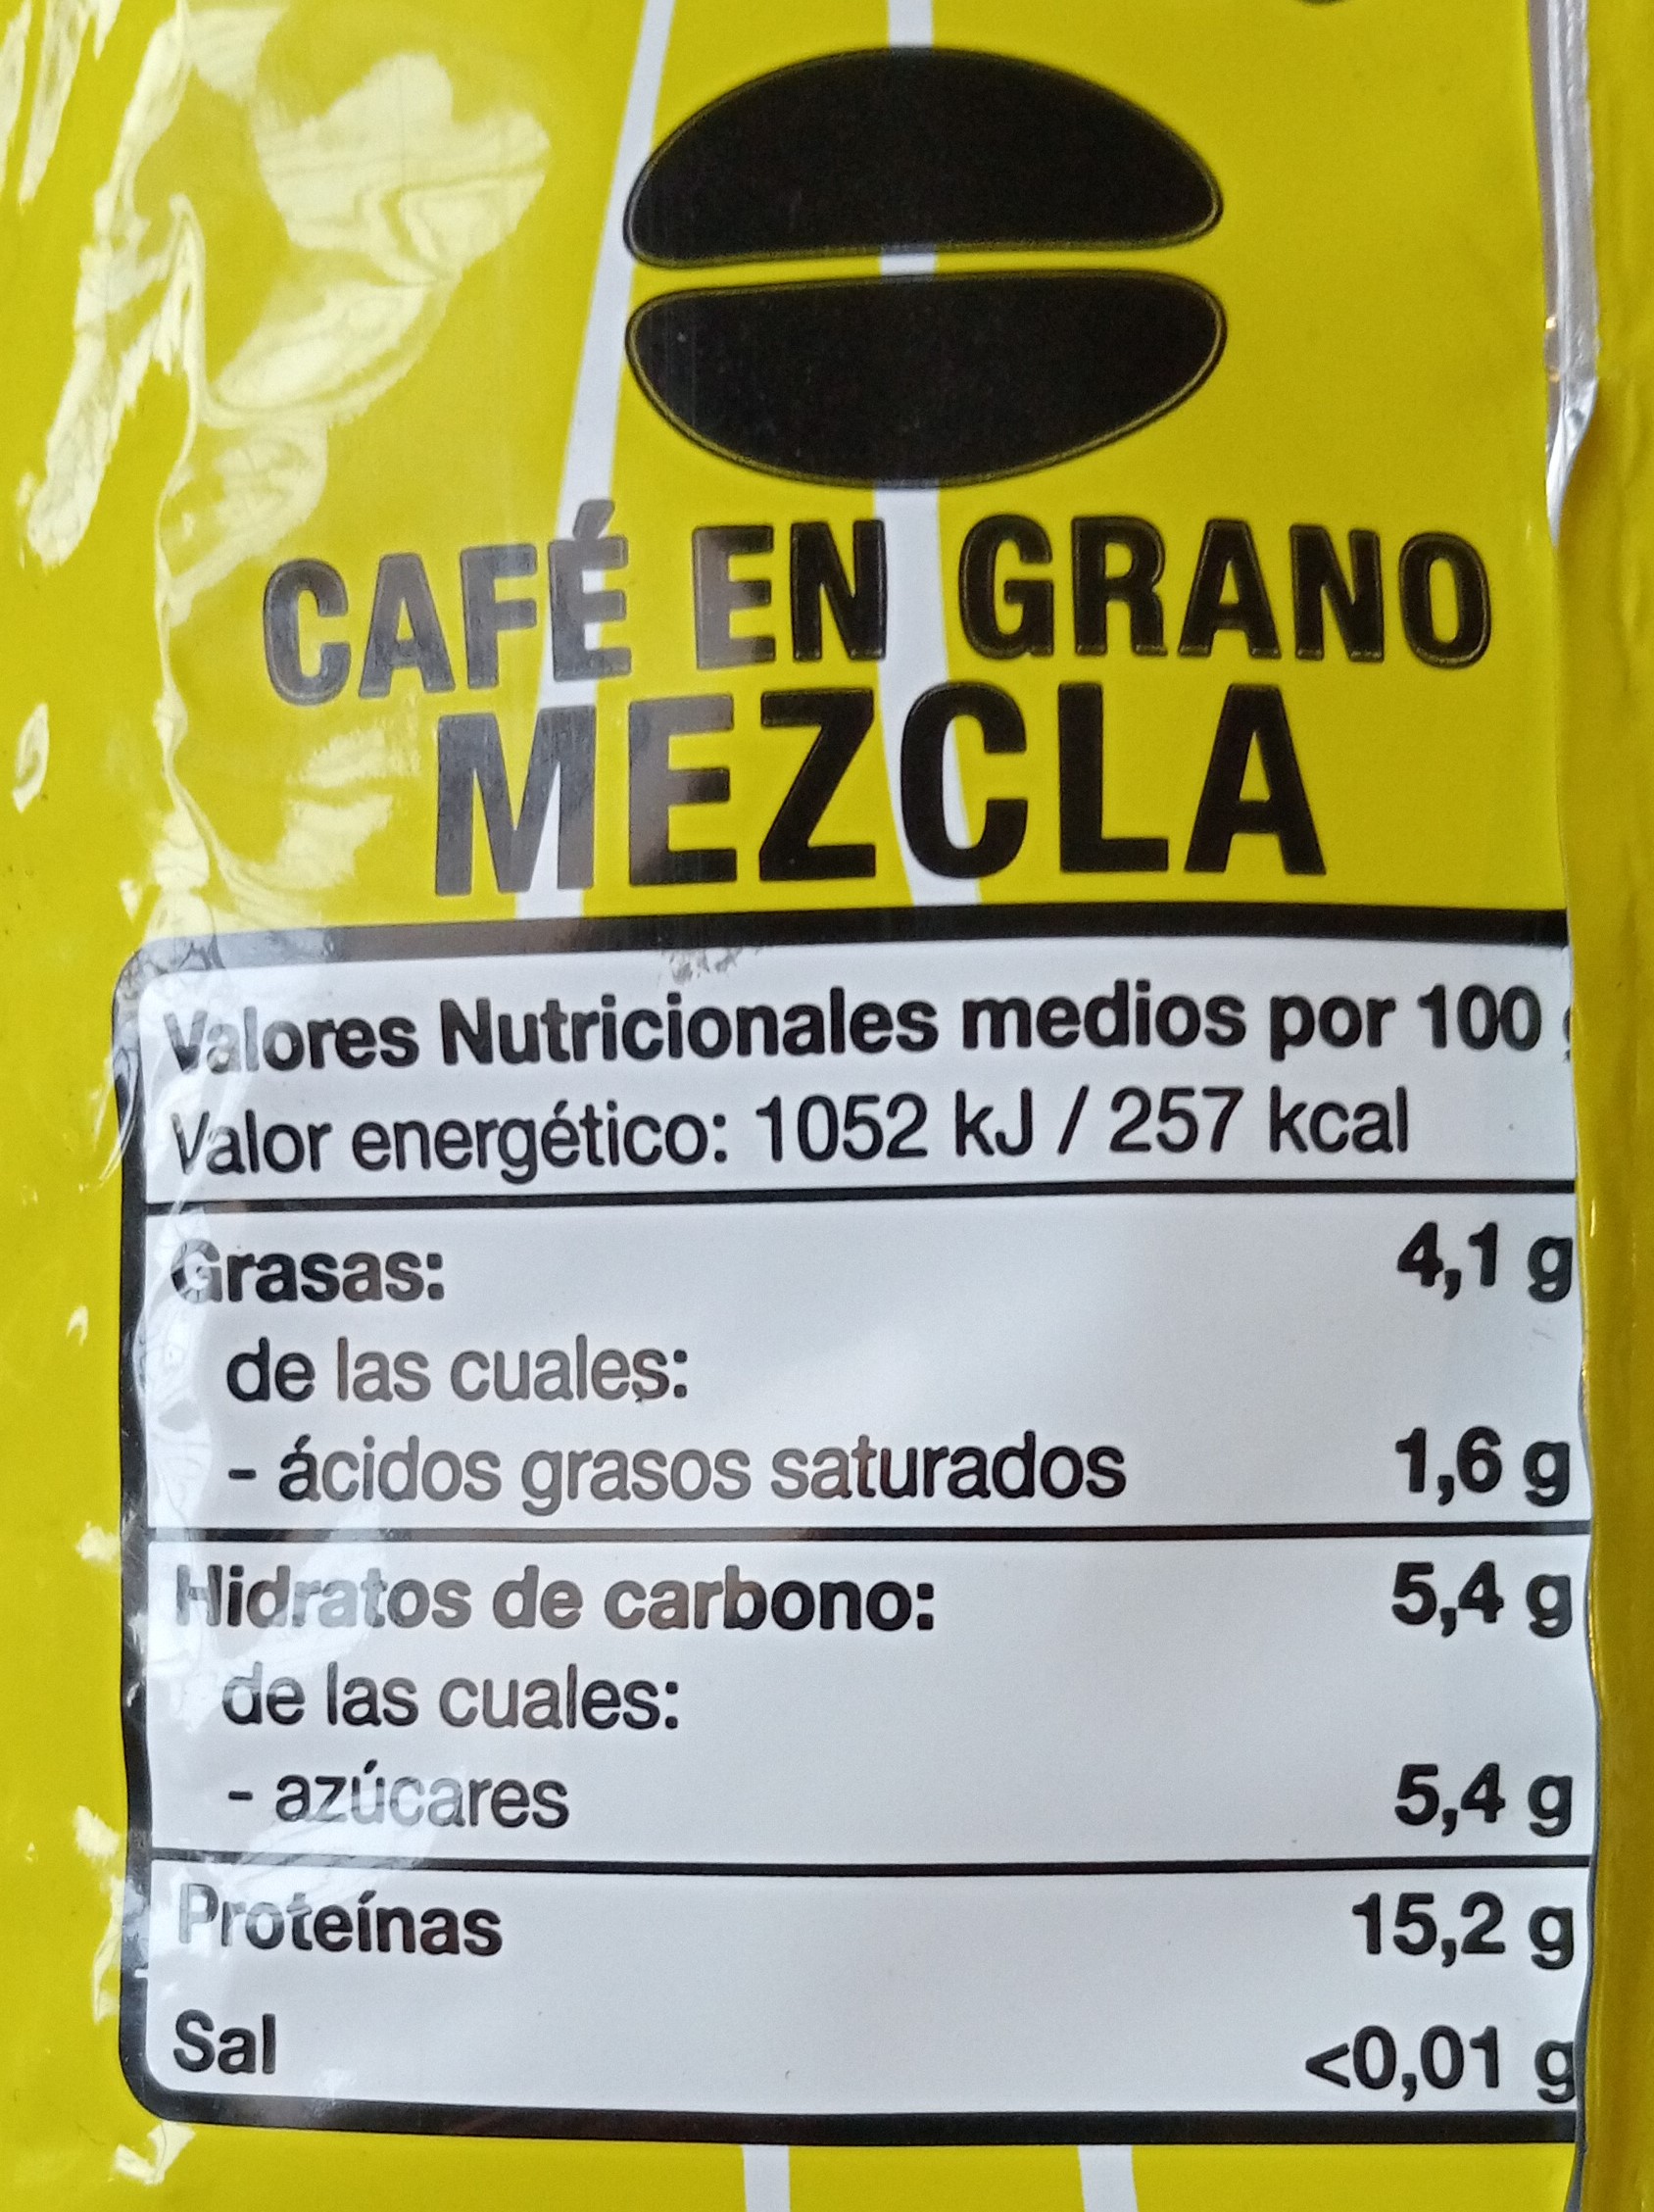 CAFÉ EN GRANO
MEZCLA
Valores Nutricionales medios por 100
Valor energético: 1052 kJ / 257 kcal
Grasas: 4,1 g
de las cuales:
- ácidos grasos saturados 1,6 g
Hidratos de carbono: 5,4 g
de las cuales:
- azúcares 5,4 g
Proteínas 15,2 g
Sal <0,01 g